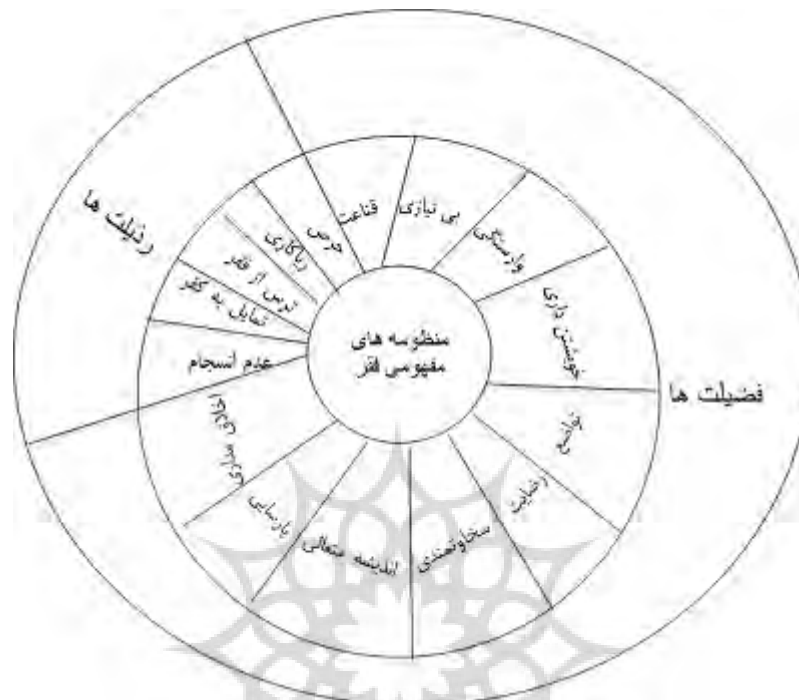 منظومه های
مفهومی فقر
فضیلت ها
رذیلت ها
قناعت
بی نیازی
وارستگی
خویشتن داری
تواضع
رضایت
سخاوتمندی
اندیشه متعالی
پارسایی
عدم انسجام
تمایل به کفر
ترس از فقر
ریاکاری
حرص